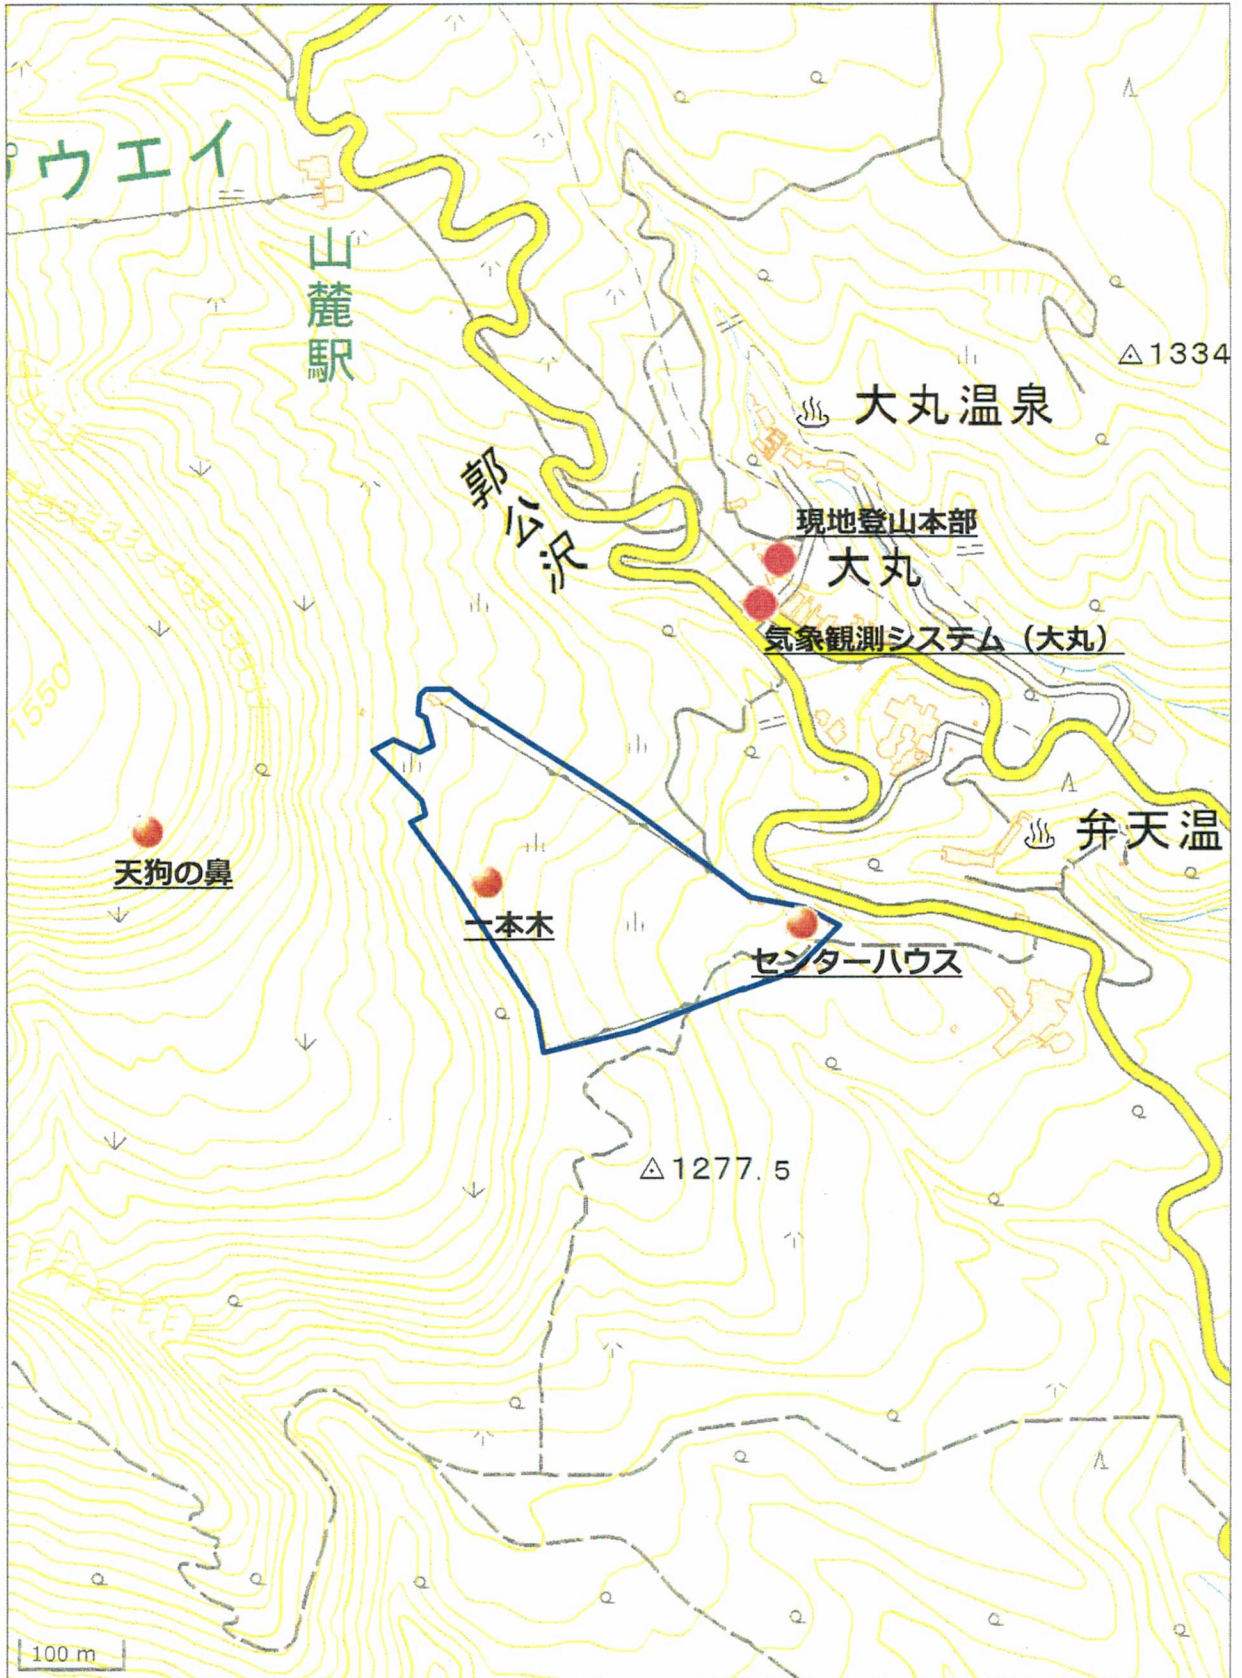 ウエイ
山麓駅
△1334
大丸温泉
郭公沢
現地登山本部
大丸
気象観測システム（大丸）
1550
弁天温
天狗の鼻
一本木
センターハウス
△1277.5
100 m